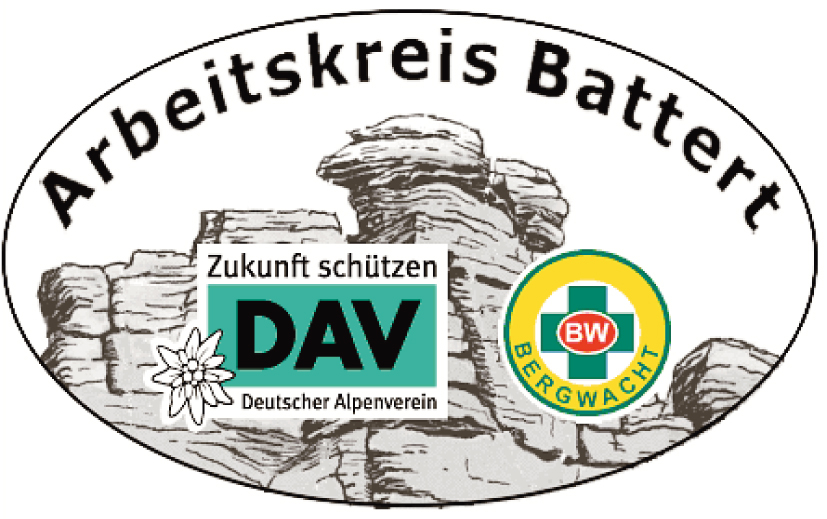 Arbeitskreis Battert
Zukunft schützen
DAV
Deutscher Alpenverein
BW
BERGWACHT